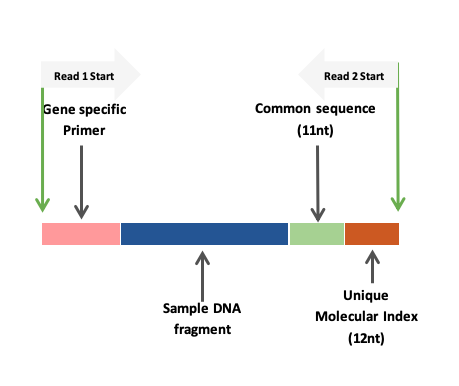 Read 1 Start
Read 2 Start
Gene specific
Primer
Common sequence
(11nt)
Sample DNA
fragment
Unique
Molecular Index
(12nt)